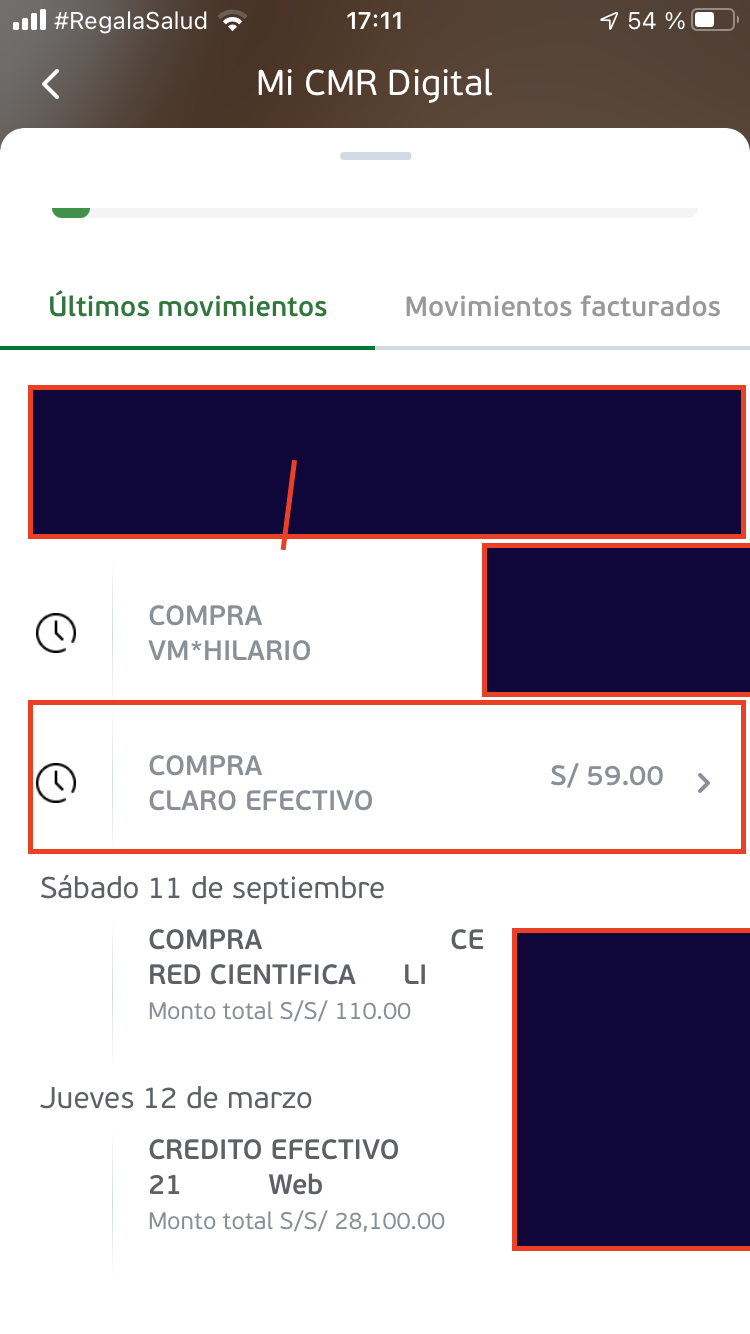 #RegalaSalud 17:11 54 %
Mi CMR Digital
Últimos movimientos Movimientos facturados
COMPRA
VM*HILARIO
COMPRA
CLARO EFECTIVO
S/ 59.00
Sábado 11 de septiembre
COMPRA CE
RED CIENTIFICA LI
Monto total S/S/ 110.00
Jueves 12 de marzo
CREDITO EFECTIVO
21 Web
Monto total S/S/ 28,100.00